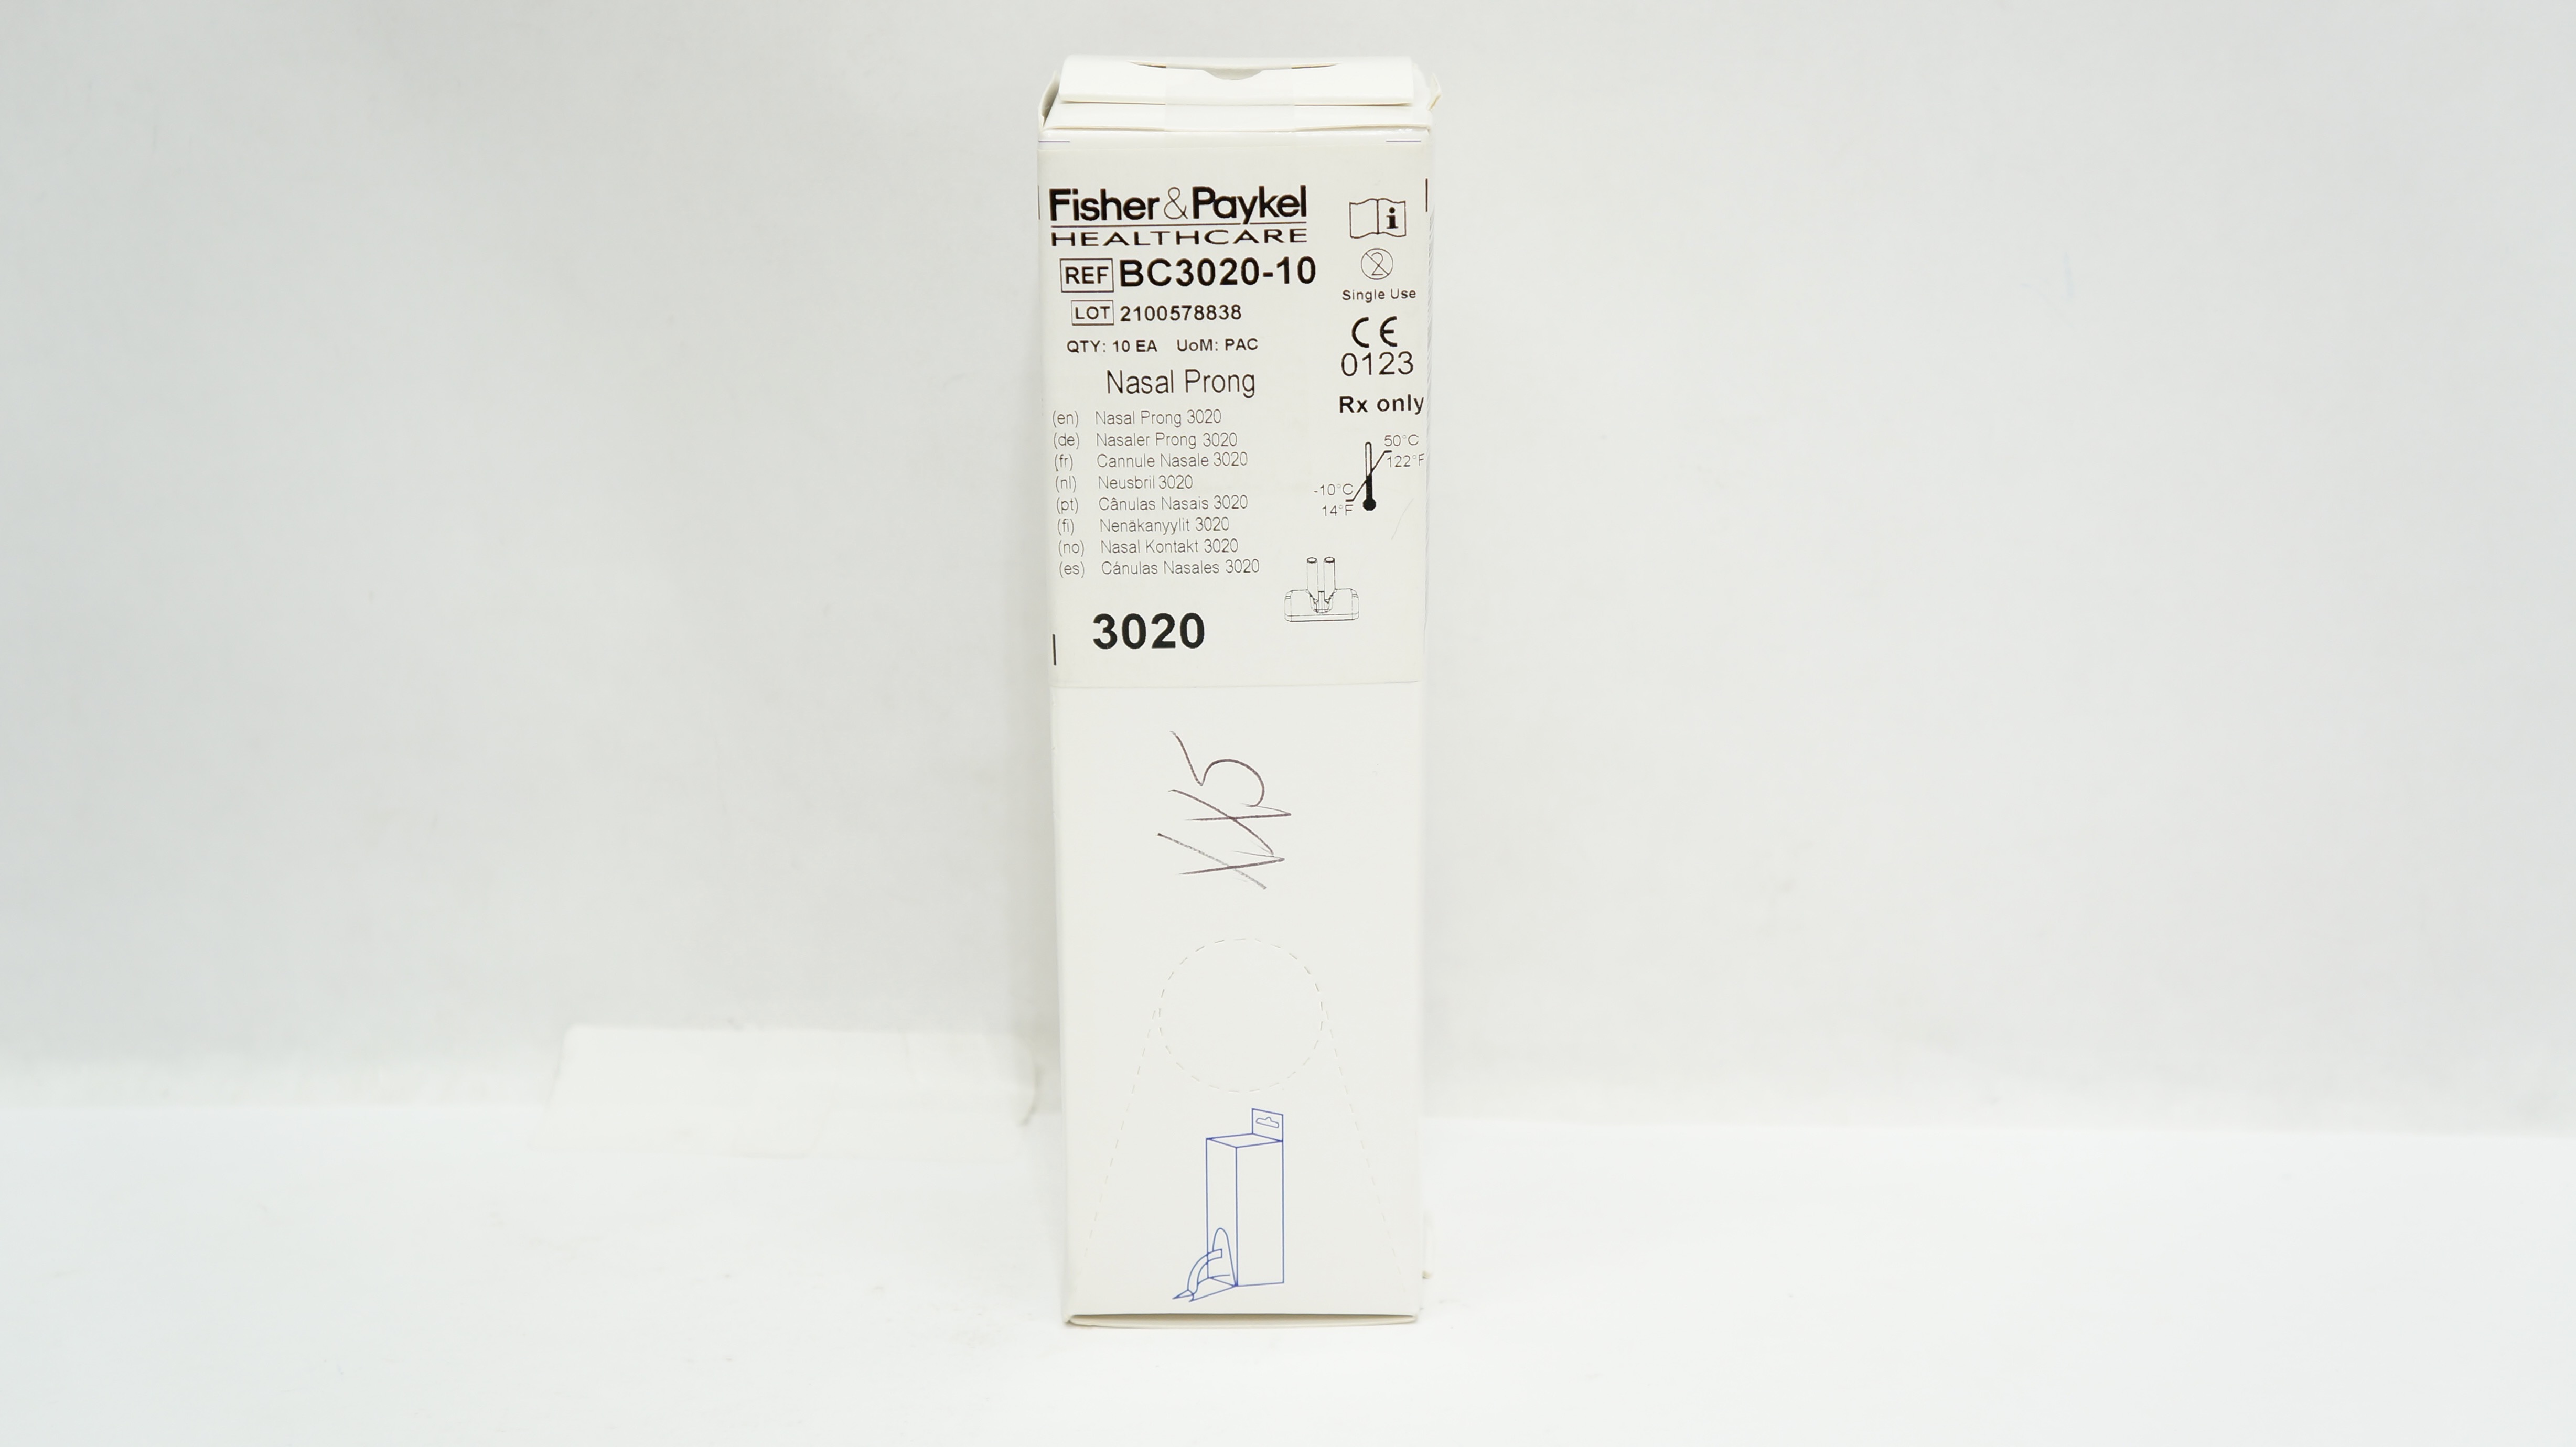 Fisher & Paykel
HEALTHCARE
REF BC3020-10
LOT 2100578838
QTY: 10 EA UoM: PAC
Nasal Prong
(en) Nasal Prong 3020
(de) Nasaler Prong 3020
(fr) Cannule Nasale 3020
(nl) Neusbril 3020
(pt) Cânulas Nasais 3020
(fi) Nenäkanyylit 3020
(no) Nasal Kontakt 3020
(es) Cánulas Nasales 3020
3020
i
2
Single Use
CE
0123
Rx only
50°C
122°F
-10°C
14°F